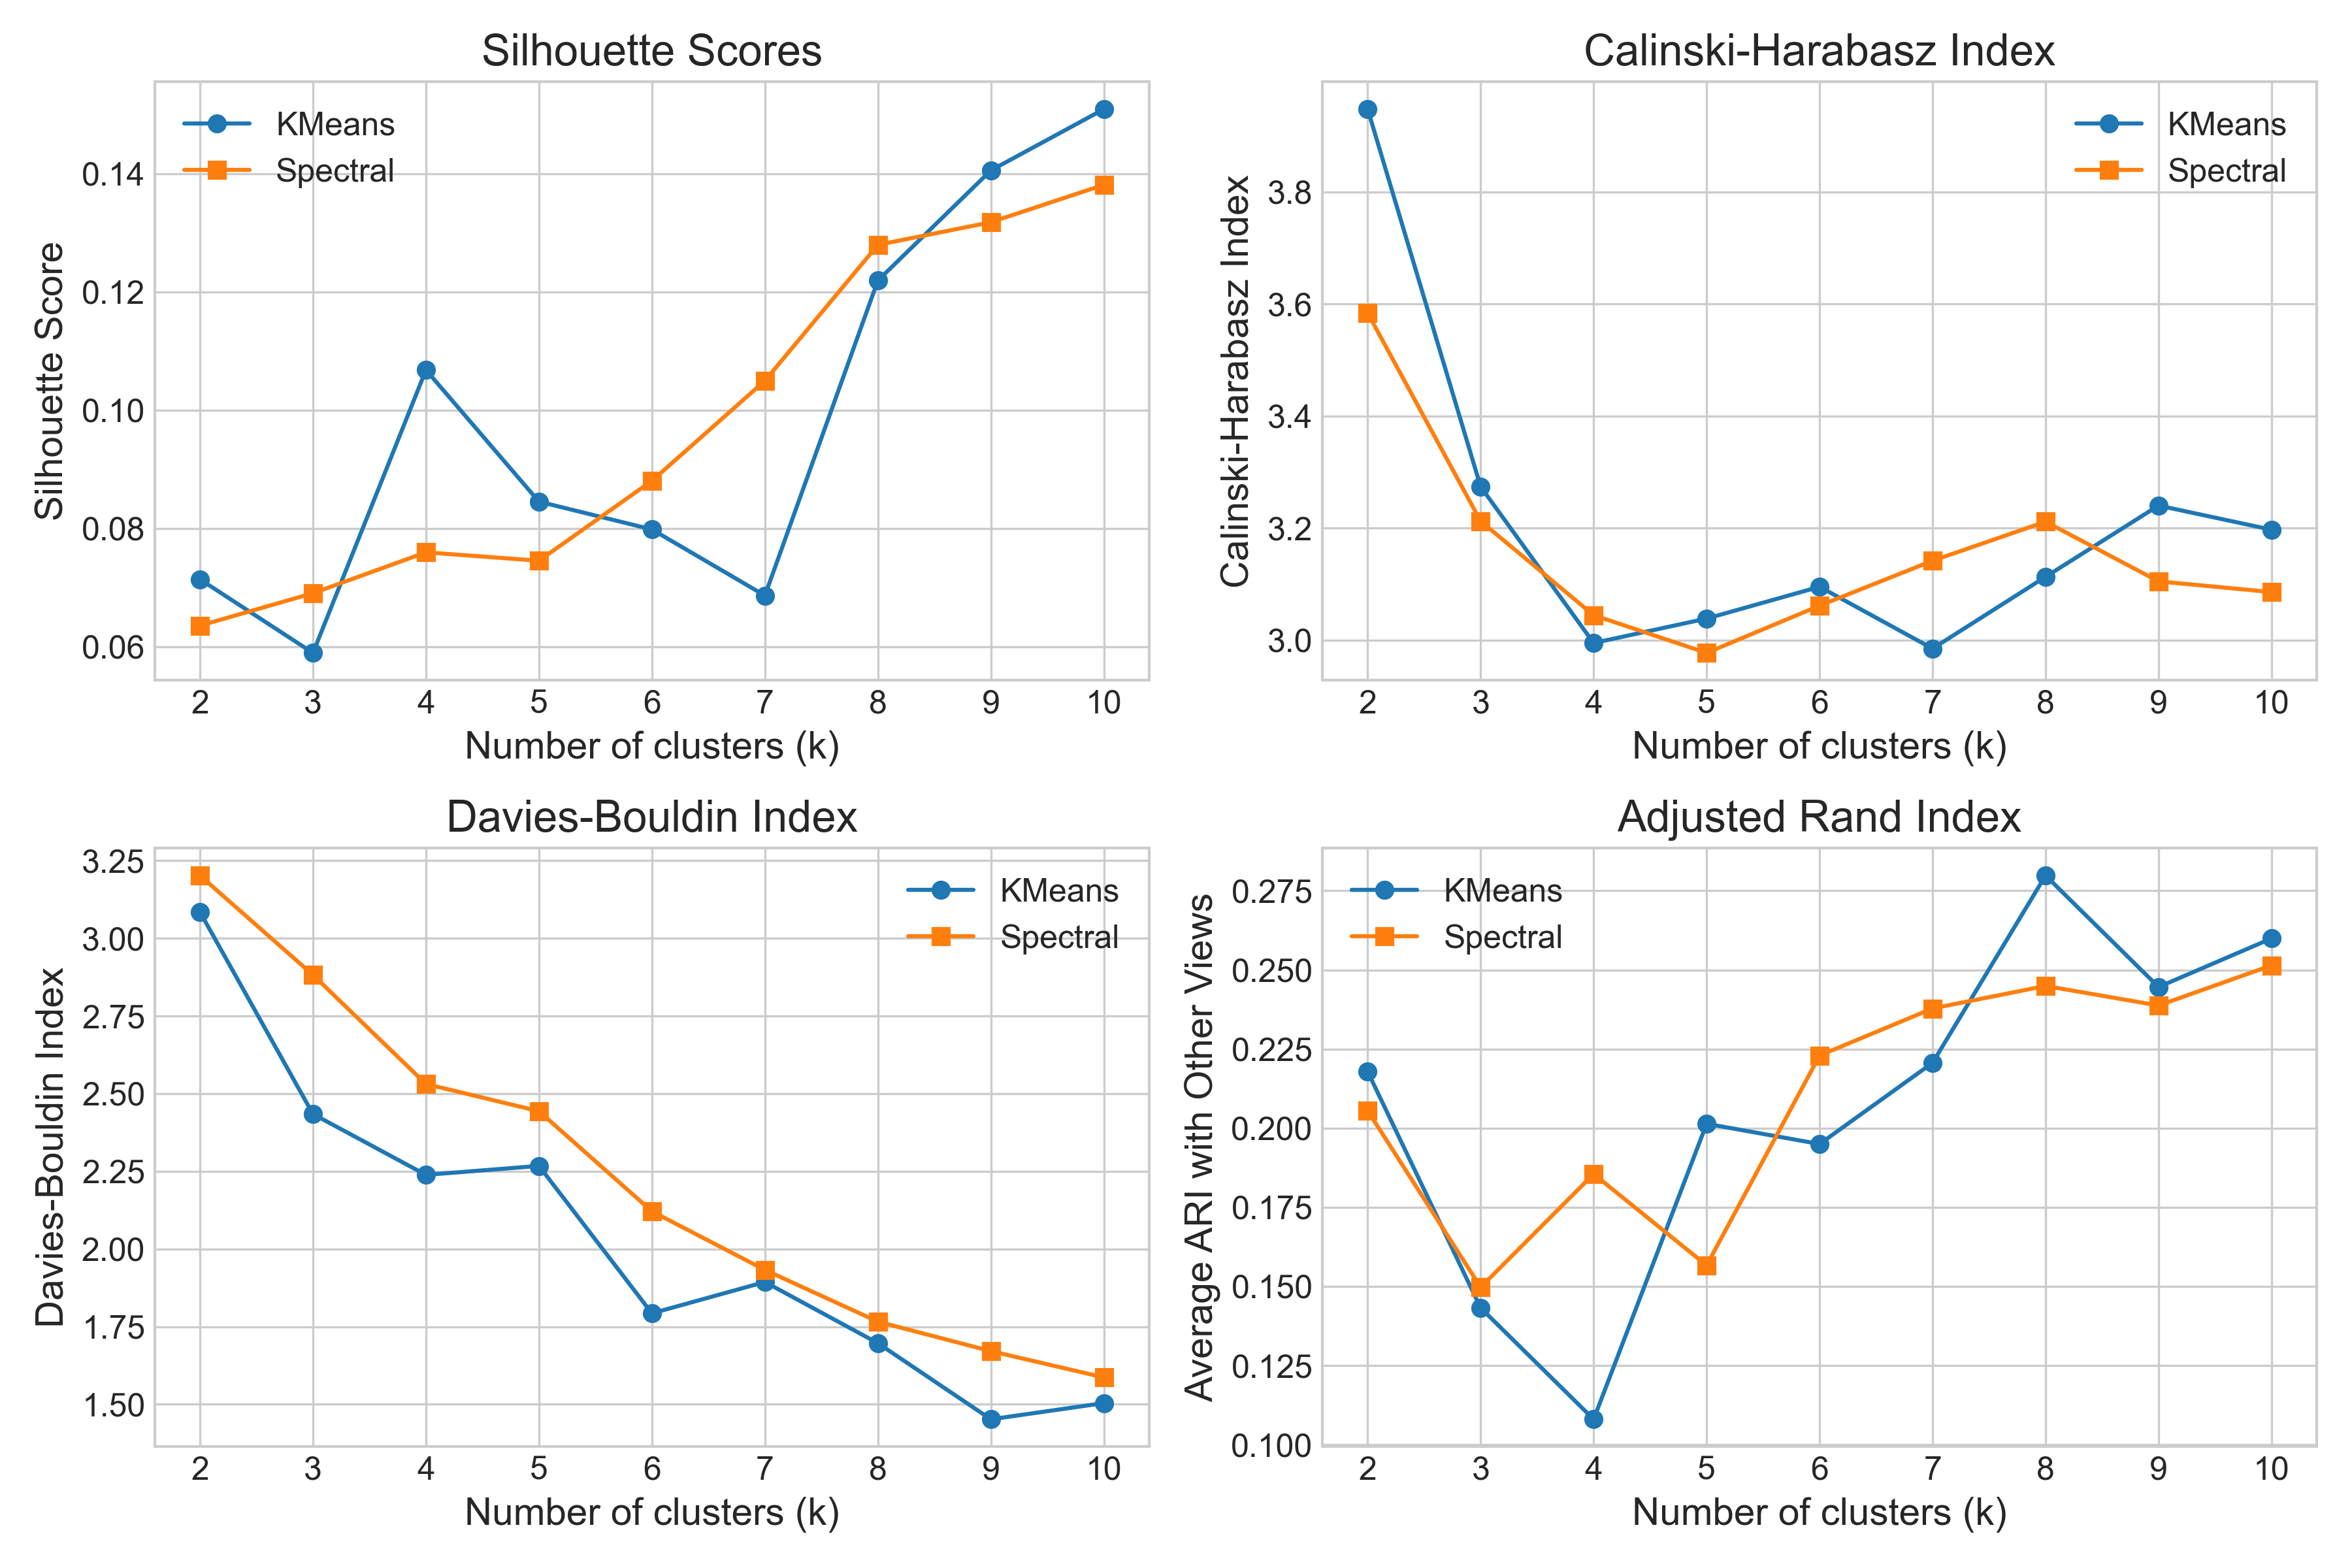 Silhouette Scores
KMeans
Spectral
Silhouette Score
0.14
0.12
0.10
0.08
0.06
2 3 4 5 6 7 8 9 10
Number of clusters (k)
Calinski-Harabasz Index
KMeans
Spectral
Calinski-Harabasz Index
3.8
3.6
3.4
3.2
3.0
2 3 4 5 6 7 8 9 10
Number of clusters (k)
Davies-Bouldin Index
KMeans
Spectral
Davies-Bouldin Index
3.25
3.00
2.75
2.50
2.25
2.00
1.75
1.50
2 3 4 5 6 7 8 9 10
Number of clusters (k)
Adjusted Rand Index
KMeans
Spectral
Average ARI with Other Views
0.275
0.250
0.225
0.200
0.175
0.150
0.125
0.100
2 3 4 5 6 7 8 9 10
Number of clusters (k)